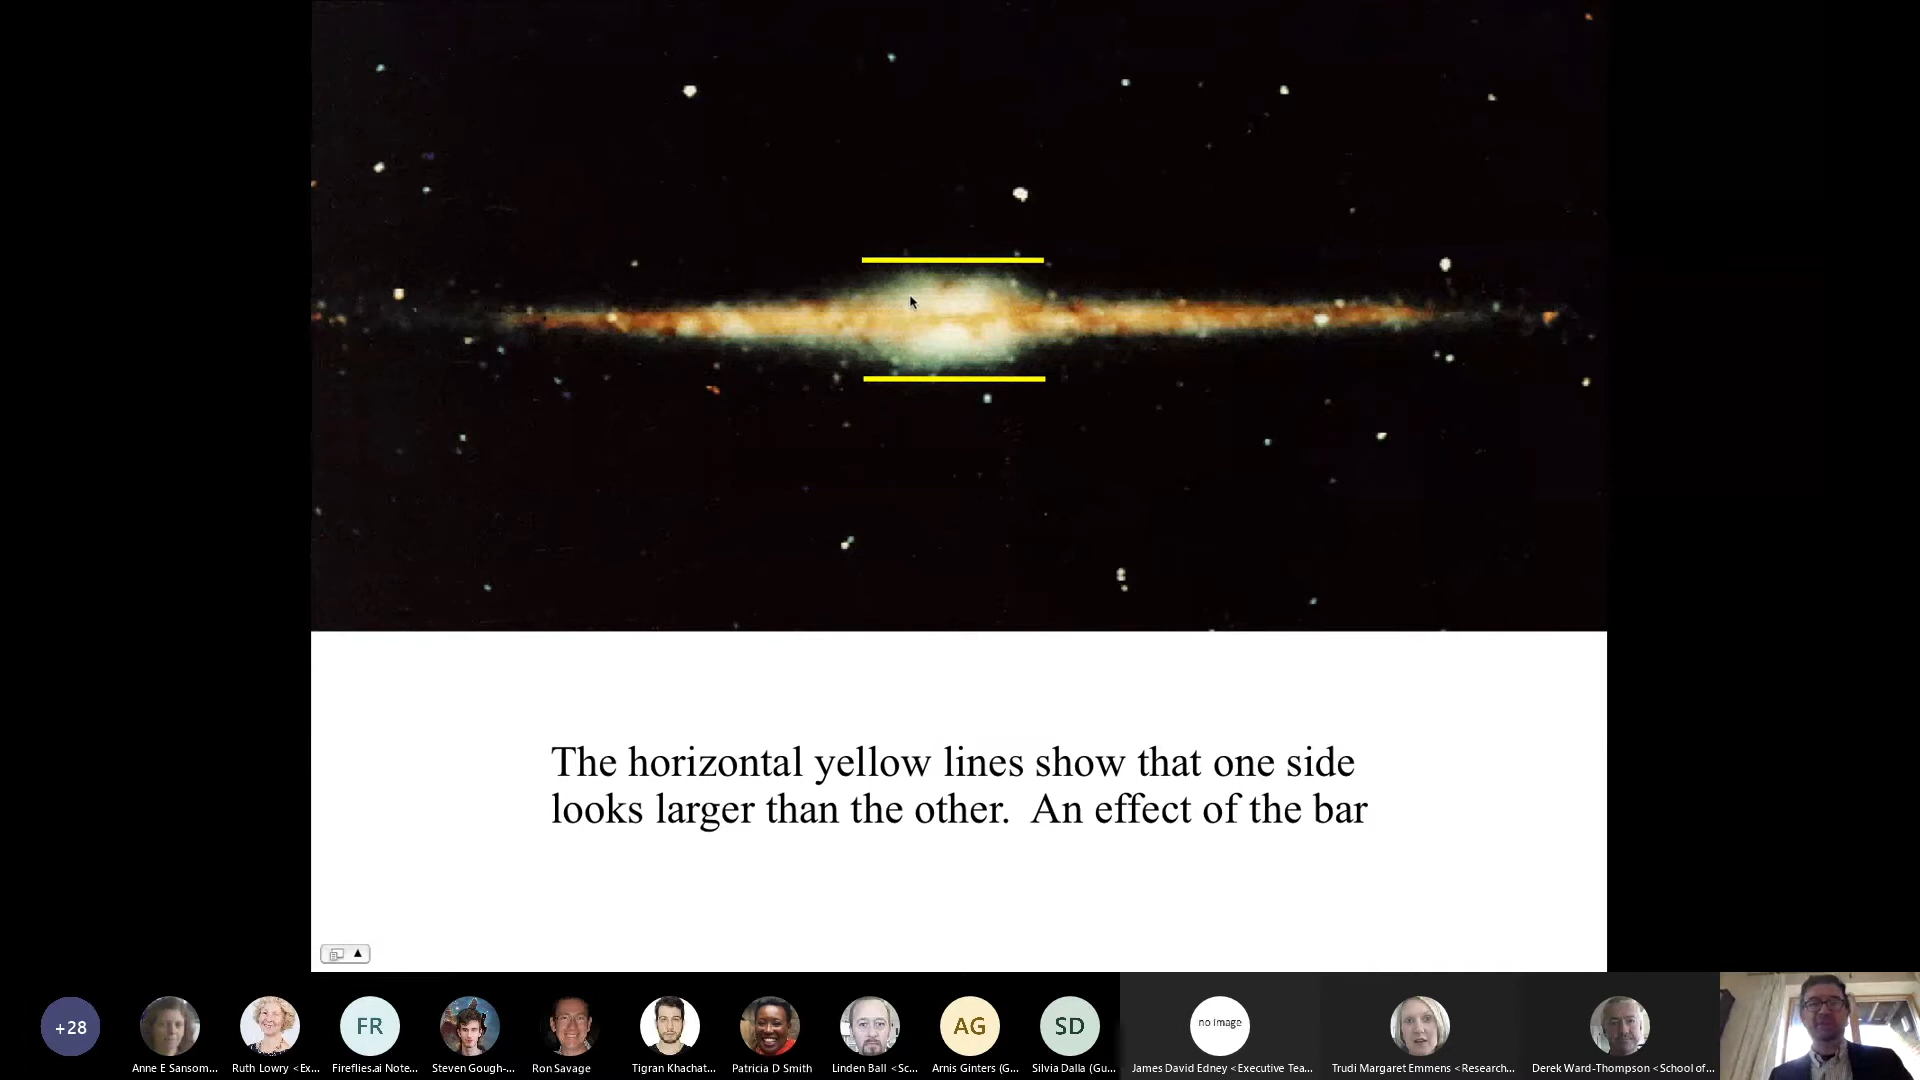 The horizontal yellow lines show that one side
looks larger than the other. An effect of the bar
+28
FR
AG
SD
no image
Anne E Sansom...
Ruth Lowry <Ex...
Fireflies.ai Note...
Steven Gough-...
Ron Savage
Tigran Khachat...
Patricia D Smith
Linden Ball <Sc...
Arnis Ginters (G...
Silvia Dalla (Gu...
James David Edney <Executive Tea...
Trudi Margaret Emmens <Research...
Derek Ward-Thompson <School of...